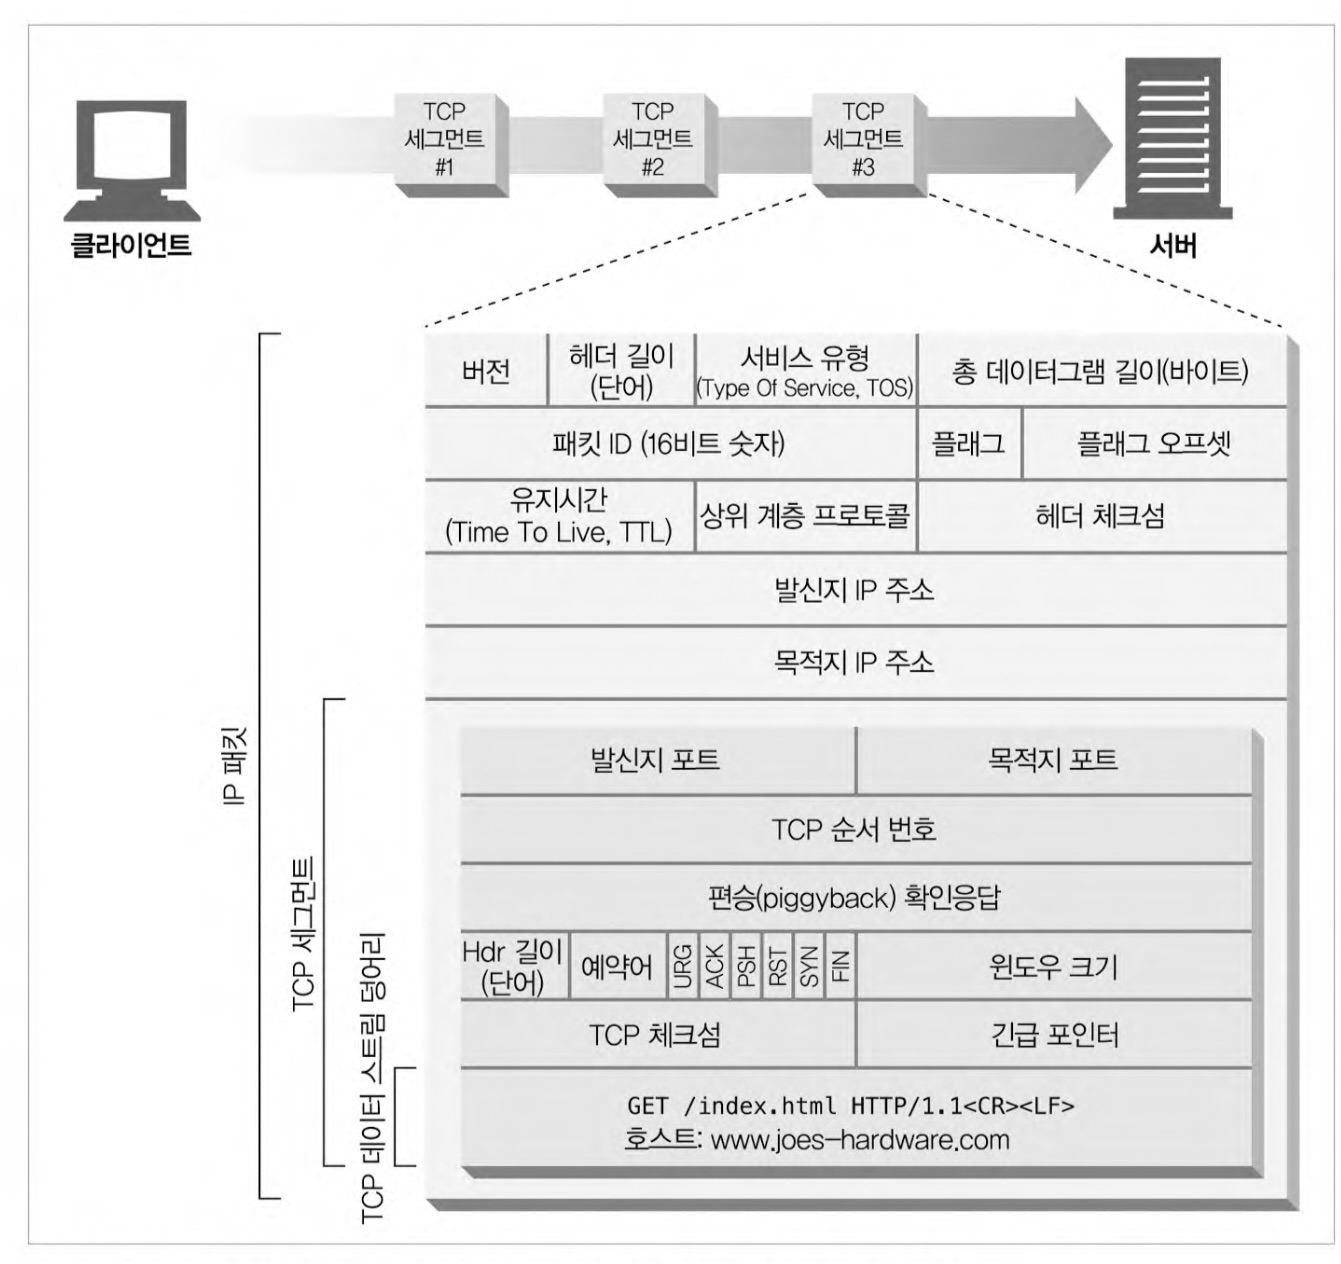 TCP
세그먼트
#1
TCP
세그먼트
#2
TCP
세그먼트
#3
클라이언트
서버
버전
헤더 길이
(단어)
서비스 유형
(Type Of Service, TOS)
총 데이터그램 길이(바이트)
패킷 ID (16비트 숫자)
플래그
플래그 오프셋
유지시간
(Time To Live, TTL)
상위 계층 프로토콜
헤더 체크섬
발신지 IP 주소
목적지 IP 주소
IP 패킷
TCP 세그먼트
TCP 데이터 스트림 덩어리
발신지 포트
목적지 포트
TCP 순서 번호
편승(piggyback) 확인응답
Hdr 길이
(단어)
예약어
URG
ACK
PSH
RST
SYN
FIN
윈도우 크기
TCP 체크섬
긴급 포인터
GET /index.html HTTP/1.1<CR><LF>
호스트: www.joes-hardware.com